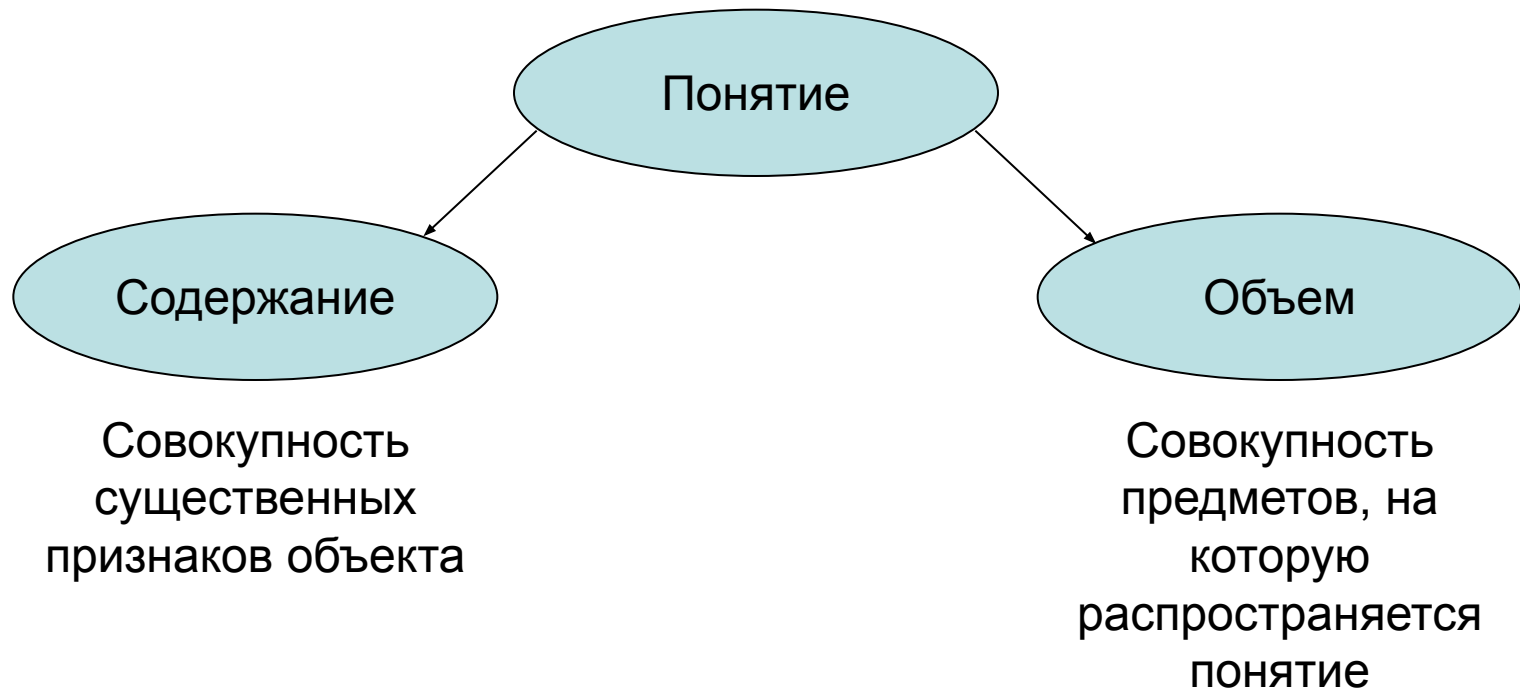 Понятие
Содержание
Объем
Совокупность
существенных
признаков объекта
Совокупность
предметов, на
которую
распространяется
понятие